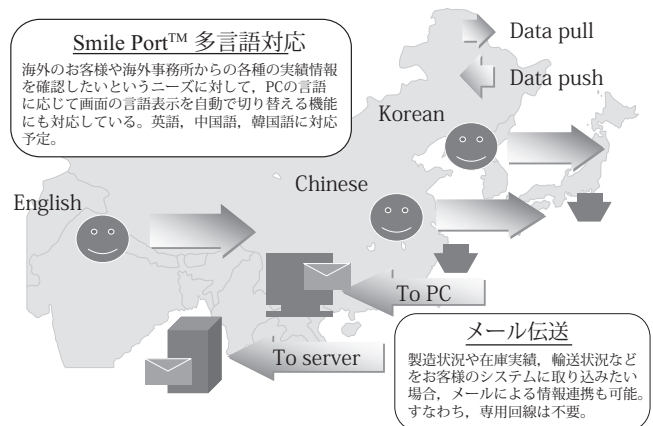 Smile Port™ 多言語対応
海外のお客様や海外事務所からの各種の実績情報
を確認したいというニーズに対して，PCの言語
に応じて画面の言語表示を自動で切り替える機能
にも対応している。英語，中国語，韓国語に対応
予定。
Data pull
Data push
Korean
Chinese
English
To PC
To server
メール伝送
製造状況や在庫実績，輸送状況など
をお客様のシステムに取り込みたい
場合，メールによる情報連携も可能。
すなわち，専用回線は不要。